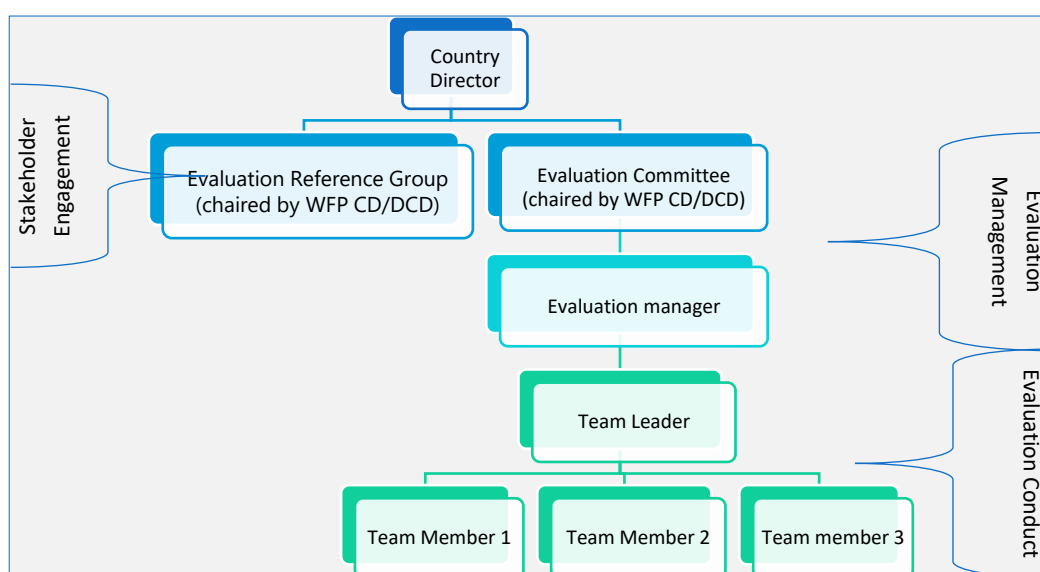 Country
Director
Stakeholder
Engagement
Evaluation Reference Group
(chaired by WFP CD/DCD)
Evaluation Committee
(chaired by WFP CD/DCD)
Evaluation
Management
Evaluation manager
Team Leader
Evaluation Conduct
Team Member 1
Team Member 2
Team member 3